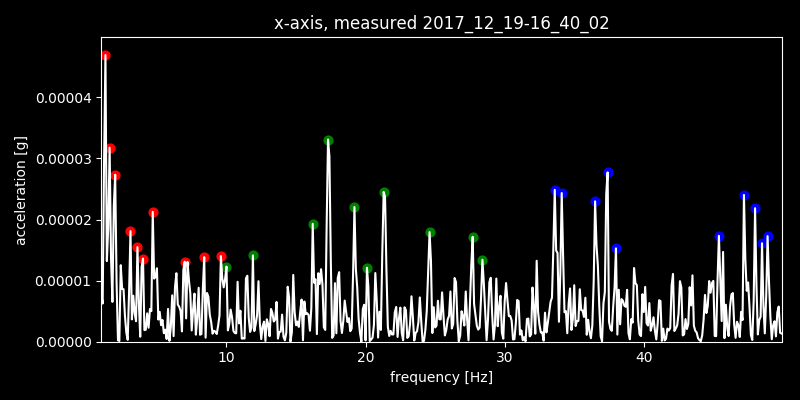 x-axis, measured 2017_12_19-16_40_02
acceleration [g]
0.00004
0.00003
0.00002
0.00001
0.00000
10 20 30 40
frequency [Hz]